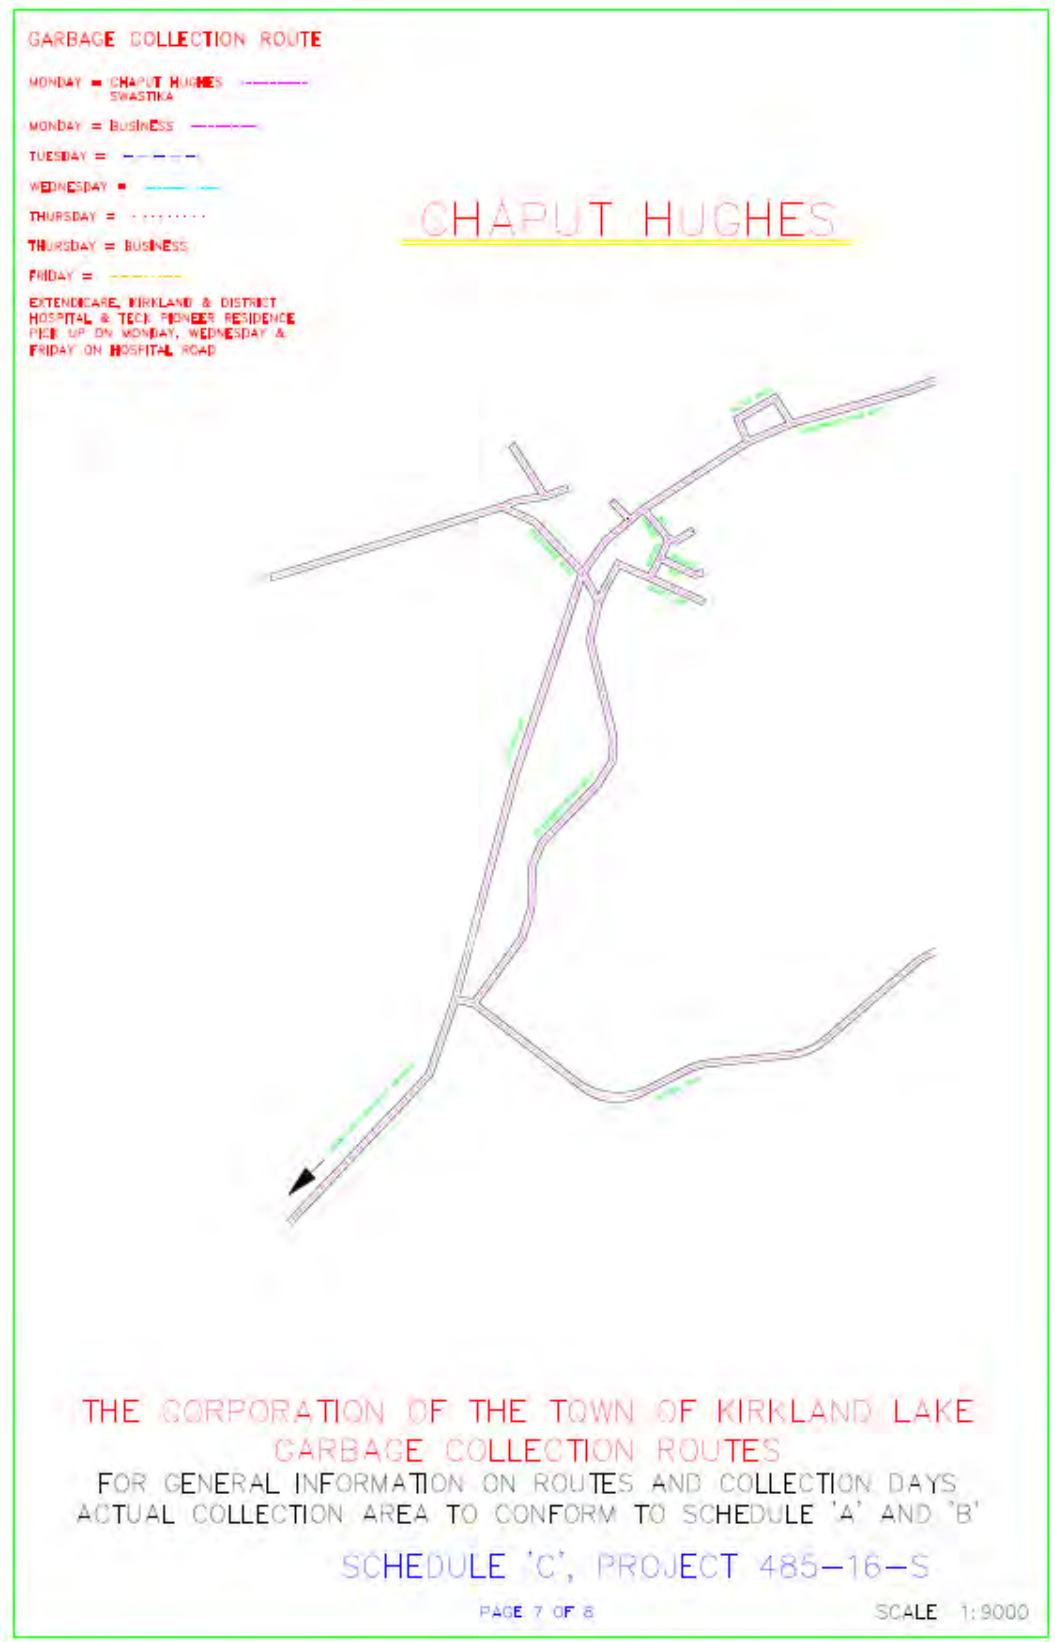 GARBAGE COLLECTION ROUTE
MONDAY = CHAPUT HUGHES
SWASTIKA
MONDAY = BUSINESS
TUESDAY =
WEDNESDAY =
THURSDAY =
THURSDAY = BUSINESS
FRIDAY =
EXTENDICARE, KIRKLAND & DISTRICT
HOSPITAL & TECK PIONEER RESIDENCE
PICK UP ON MONDAY, WEDNESDAY &
FRIDAY ON HOSPITAL ROAD
CHAPUT HUGHES
THE CORPORATION OF THE TOWN OF KIRKLAND LAKE
GARBAGE COLLECTION ROUTES
FOR GENERAL INFORMATION ON ROUTES AND COLLECTION DAYS
ACTUAL COLLECTION AREA TO CONFORM TO SCHEDULE 'A' AND 'B'
SCHEDULE 'C', PROJECT 485-16-S
PAGE 7 OF 8
SCALE 1:9000